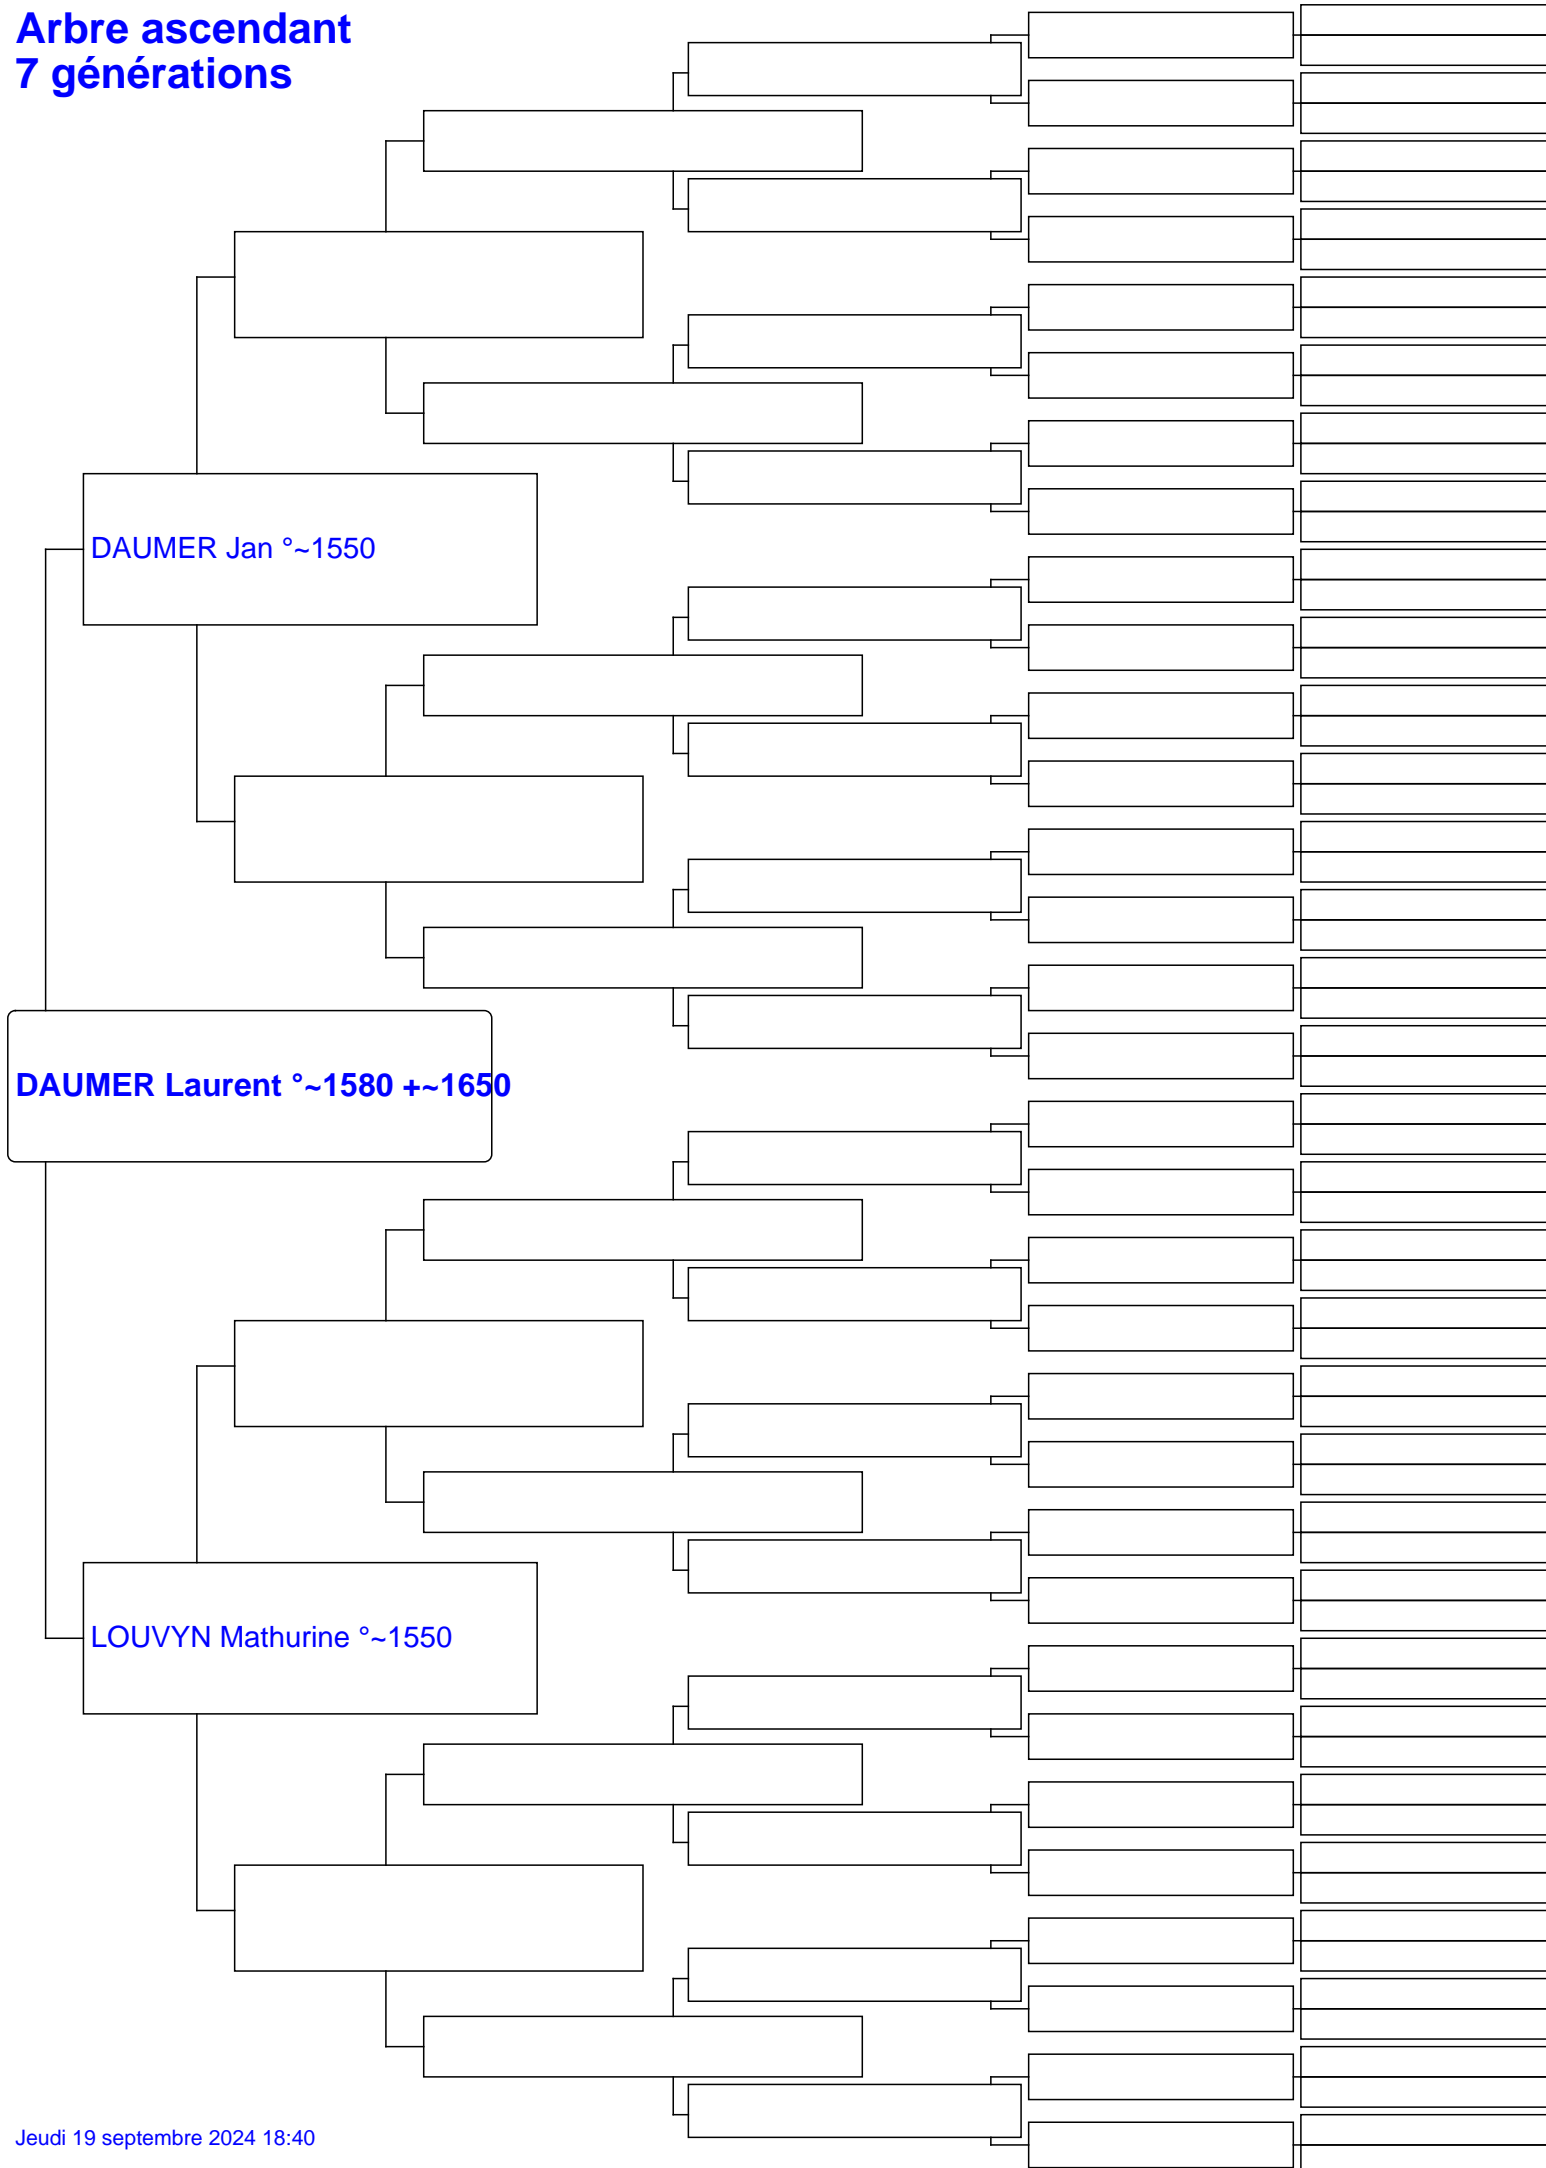 Arbre ascendant
7 générations
DAUMER Jan °~1550
DAUMER Laurent °~1580 +~1650
LOUVYN Mathurine °~1550
Jeudi 19 septembre 2024 18:40